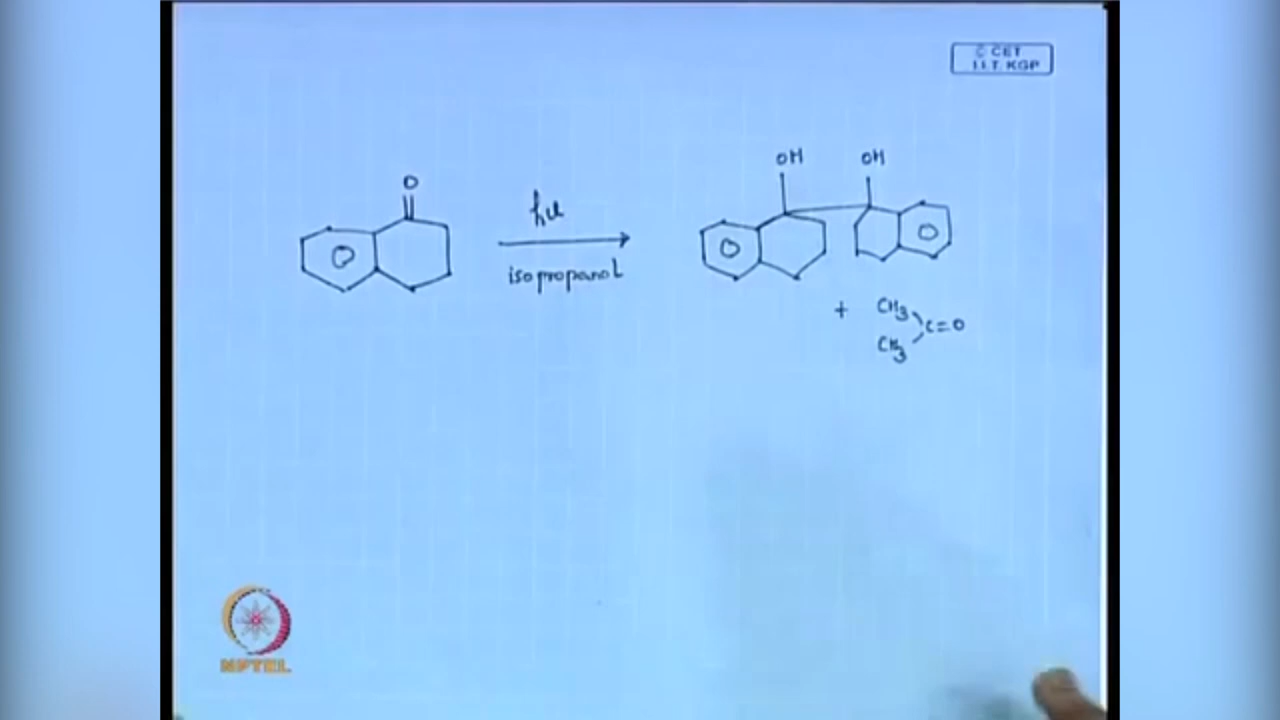 © CET
I.I.T. KGP
OH OH
O
hν
isopropanol
+ CH3
C=O
CH3
NPTEL